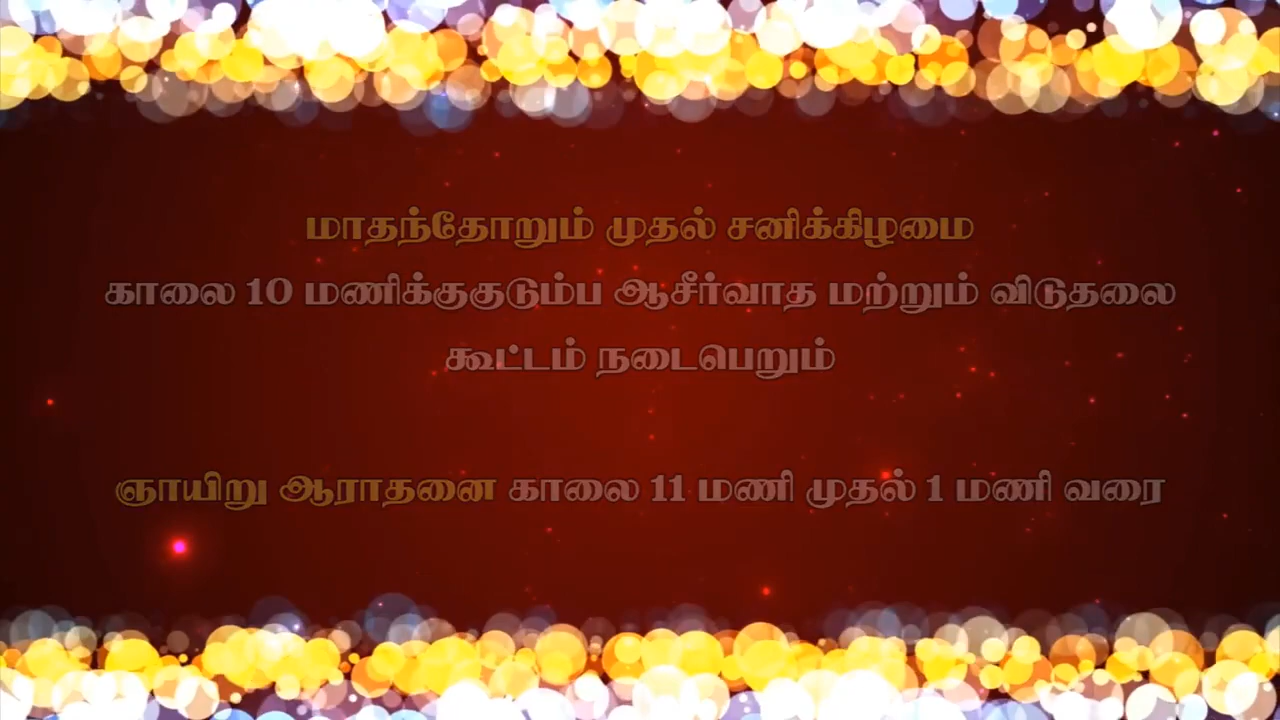 மாதந்தோறும் முதல் சனிக்கிழமை
காலை 10 மணிக்குகுடும்ப ஆசீர்வாத மற்றும் விடுதலை
கூட்டம் நடைபெறும்
ஞாயிறு ஆராதனை காலை 11 மணி முதல் 1 மணி வரை